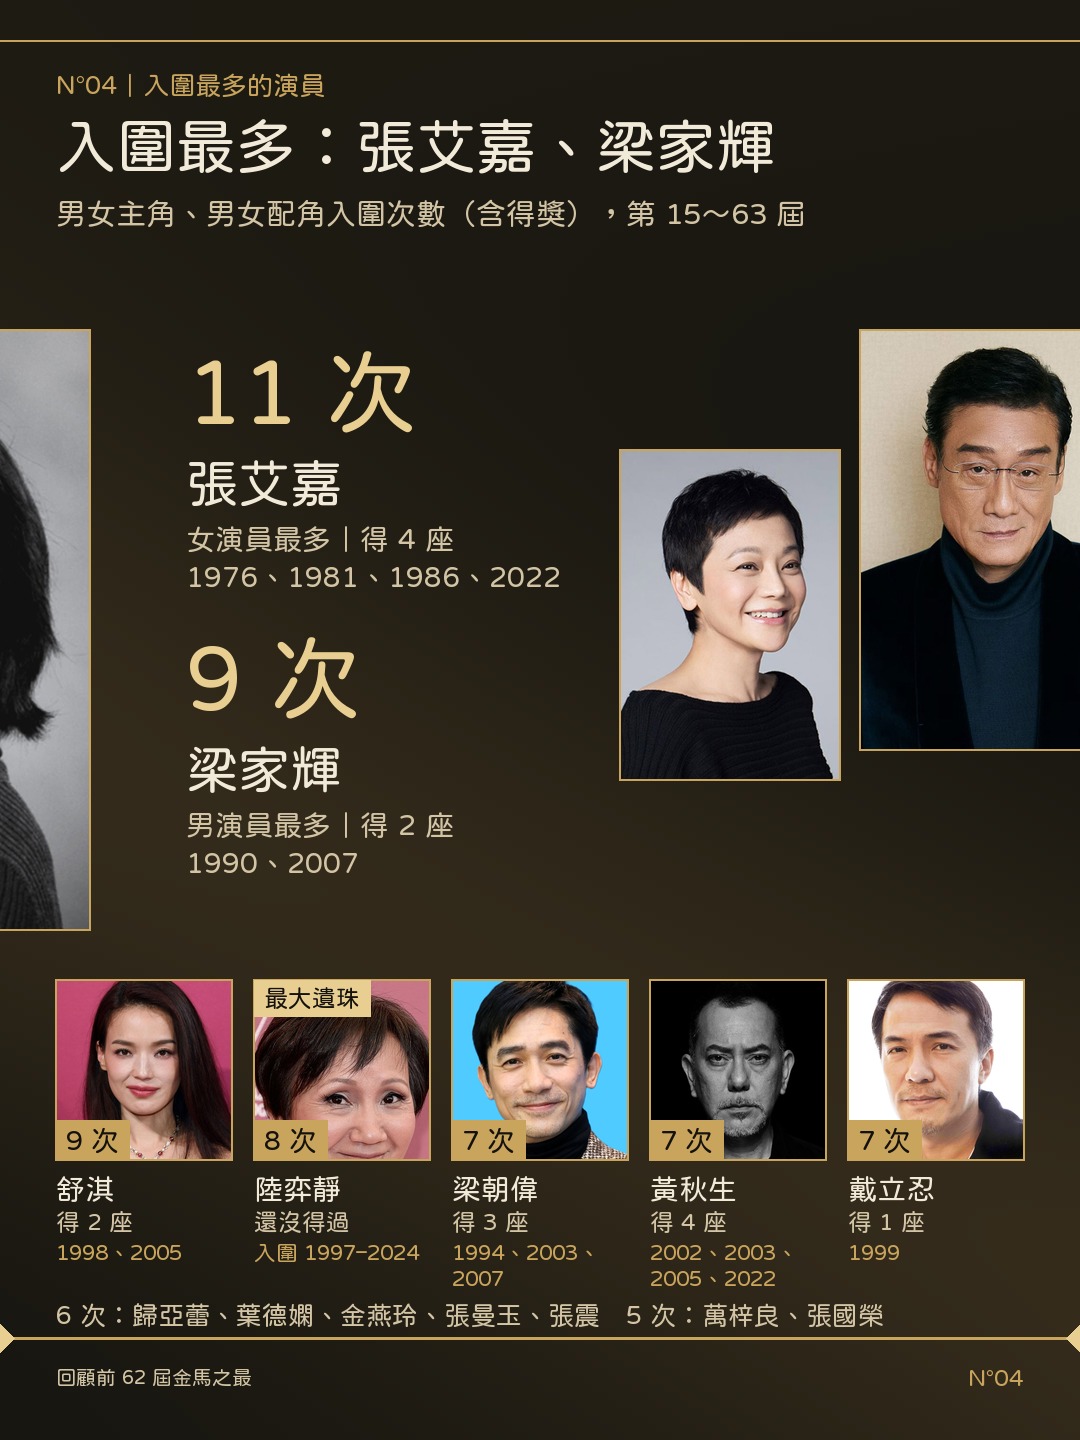 N°04｜入圍最多的演員
入圍最多：張艾嘉、梁家輝
男女主角、男女配角入圍次數（含得獎），第 15～63 屆
11 次
張艾嘉
女演員最多｜得 4 座
1976、1981、1986、2022
9 次
梁家輝
男演員最多｜得 2 座
1990、2007
9 次
舒淇
得 2 座
1998、2005
最大遺珠
8 次
陸弈靜
還沒得過
入圍 1997–2024
7 次
梁朝偉
得 3 座
1994、2003、
2007
7 次
黃秋生
得 4 座
2002、2003、
2005、2022
7 次
戴立忍
得 1 座
1999
6 次：歸亞蕾、葉德嫻、金燕玲、張曼玉、張震　5 次：萬梓良、張國榮
回顧前 62 屆金馬之最
N°04